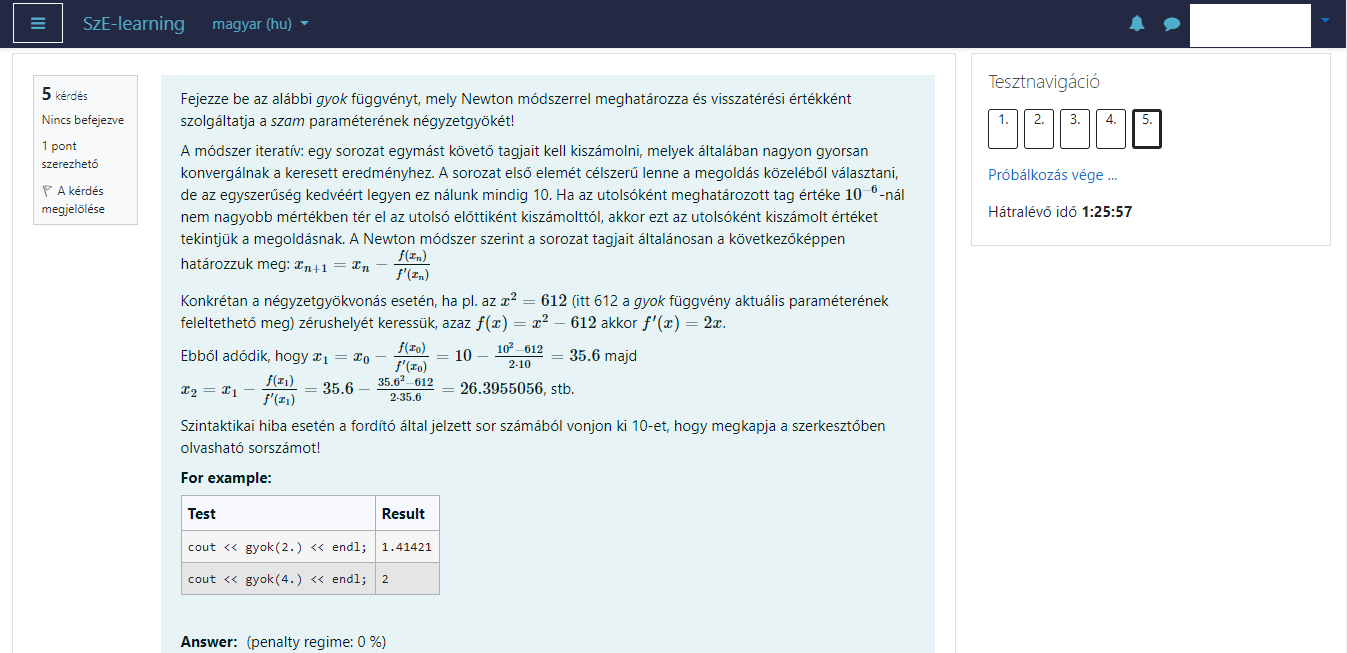 SzE-learning magyar (hu)
5 kérdés
Nincs befejezve
1 pont
szerezhető
A kérdés
megjelölése
Fejezze be az alábbi gyok függvényt, mely Newton módszerrel meghatározza és visszatérési értékként
szolgáltatja a szam paraméterének négyzetgyökét!
A módszer iteratív: egy sorozat egymást követő tagjait kell kiszámolni, melyek általában nagyon gyorsan
konvergálnak a keresett eredményhez. A sorozat első elemét célszerű lenne a megoldás közeléből választani,
de az egyszerűség kedvéért legyen ez nálunk mindig 10. Ha az utolsóként meghatározott tag értéke 10^{-6}-nál
nem nagyobb mértékben tér el az utolsó előttiként kiszámolttól, akkor ezt az utolsóként kiszámolt értéket
tekintjük a megoldásnak. A Newton módszer szerint a sorozat tagjait általánosan a következőképpen
határozzuk meg: x_{n+1} = x_n − \frac{f(x_n)}{f'(x_n)}
Konkrétan a négyzetgyökvonás esetén, ha pl. az x^2 = 612 (itt 612 a gyok függvény aktuális paraméterének
feleltethető meg) zérushelyét keressük, azaz f(x) = x^2 − 612 akkor f'(x) = 2x.
Ebből adódik, hogy x_1 = x_0 − \frac{f(x_0)}{f'(x_0)} = 10 − \frac{10^2−612}{2·10} = 35.6 majd
x_2 = x_1 − \frac{f(x_1)}{f'(x_1)} = 35.6 − \frac{35.6^2−612}{2·35.6} = 26.3955056, stb.
Szintaktikai hiba esetén a fordító által jelzett sor számából vonjon ki 10-et, hogy megkapja a szerkesztőben
olvasható sorszámot!
For example:
Test Result
cout << gyok(2.) << endl; 1.41421
cout << gyok(4.) << endl; 2
Answer: (penalty regime: 0 %)
Tesztnavigáció
1. 2. 3. 4. 5.
Próbálkozás vége ...
Hátralévő idő 1:25:57